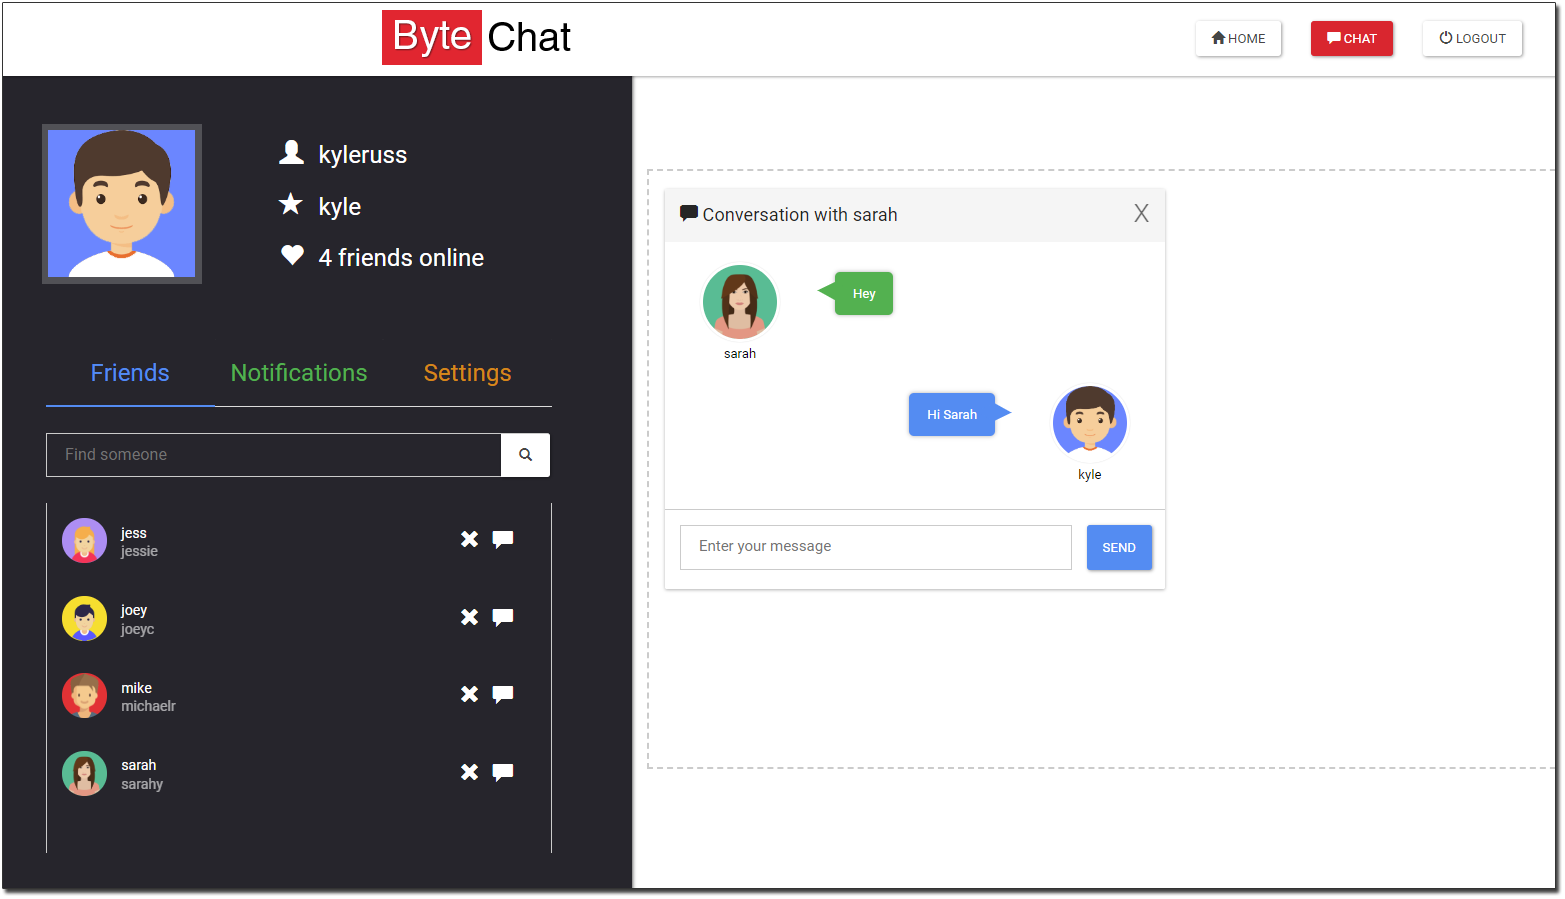 Byte Chat
HOME
CHAT
LOGOUT
kyleruss
kyle
4 friends online
Friends
Notifications
Settings
Find someone
jess
jessie
joey
joeyc
mike
michaelr
sarah
sarahy
Conversation with sarah
X
Hey
sarah
Hi Sarah
kyle
Enter your message
SEND